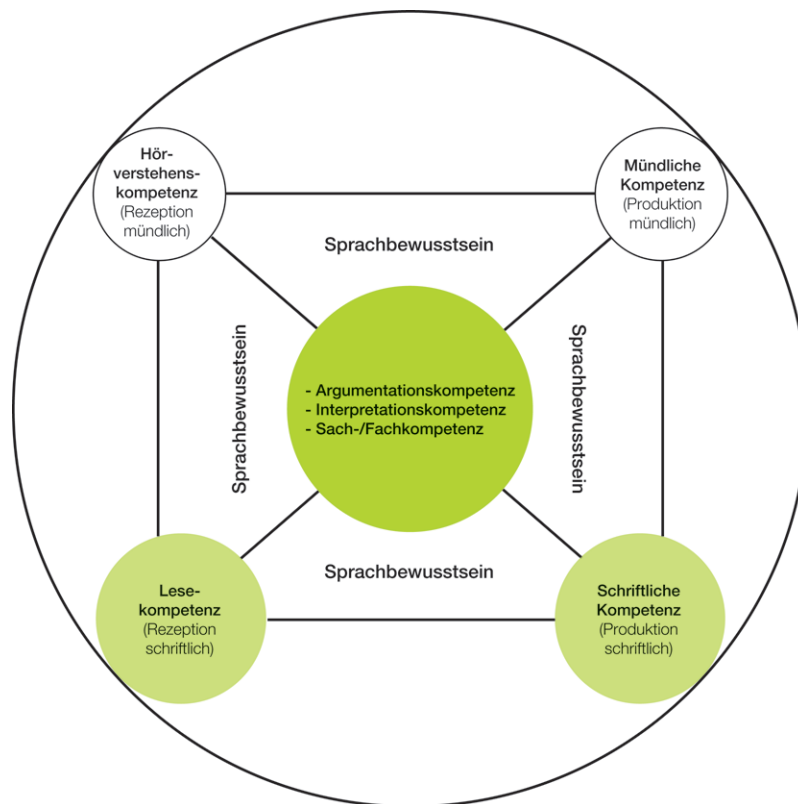 Hör-
verstehens-
kompetenz
(Rezeption
mündlich)
Mündliche
Kompetenz
(Produktion
mündlich)
Sprachbewusstsein
Sprachbewusstsein
- Argumentationskompetenz
- Interpretationskompetenz
- Sach-/Fachkompetenz
Sprachbewusstsein
Sprachbewusstsein
Lese-
kompetenz
(Rezeption
schriftlich)
Schriftliche
Kompetenz
(Produktion
schriftlich)